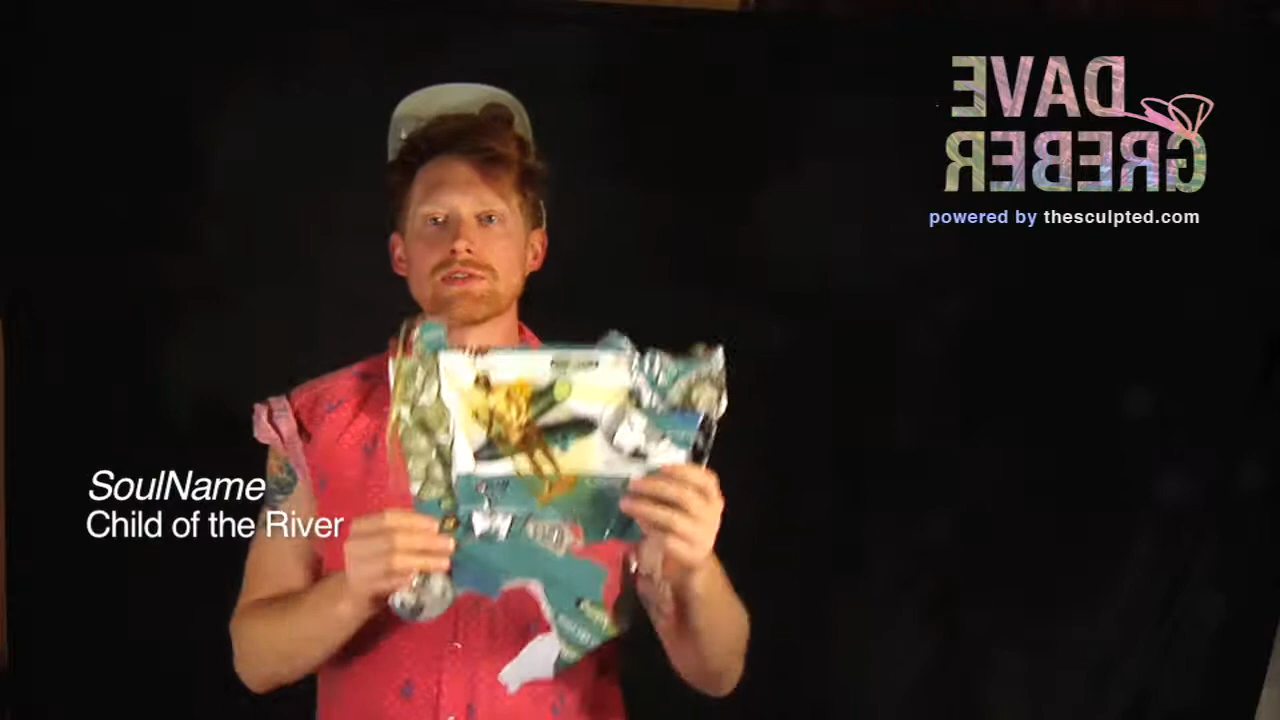 DAVE
GREBER
powered by thesculpted.com
SoulName
Child of the River